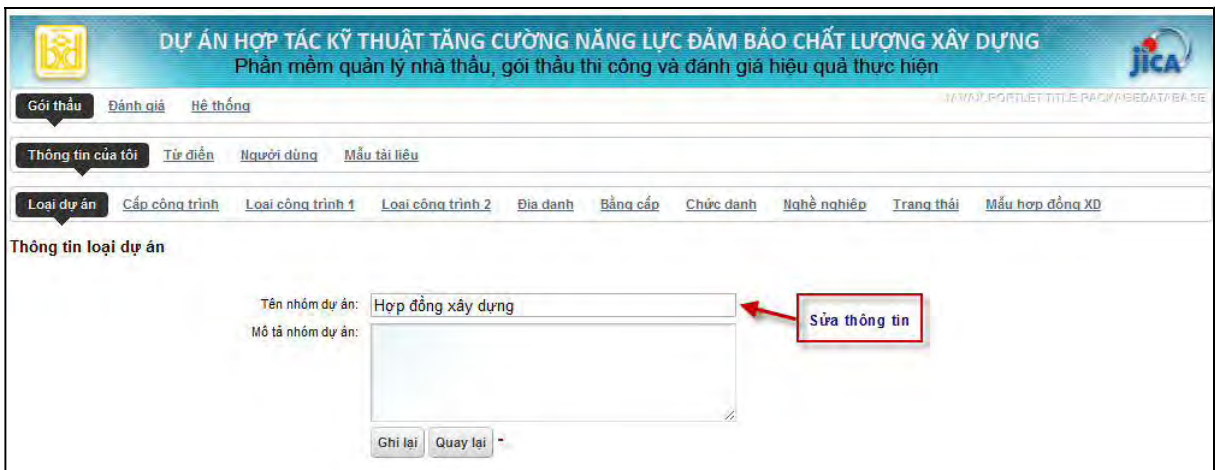 DỰ ÁN HỢP TÁC KỸ THUẬT TĂNG CƯỜNG NĂNG LỰC ĐẢM BẢO CHẤT LƯỢNG XÂY DỰNG
Phần mềm quản lý nhà thầu, gói thầu thi công và đánh giá hiệu quả thực hiện
bxd
jica
Gói thầu Đánh giá Hệ thống
JAVAX.PORTLET.TITLE.PACKAGEDATABASE
Thông tin của tôi Từ điển Người dùng Mẫu tài liệu
Loại dự án Cấp công trình Loại công trình 1 Loại công trình 2 Địa danh Bằng cấp Chức danh Nghề nghiệp Trạng thái Mẫu hợp đồng XD
Thông tin loại dự án
Tên nhóm dự án: Hợp đồng xây dựng
Sửa thông tin
Mô tả nhóm dự án:
Ghi lại Quay lại -